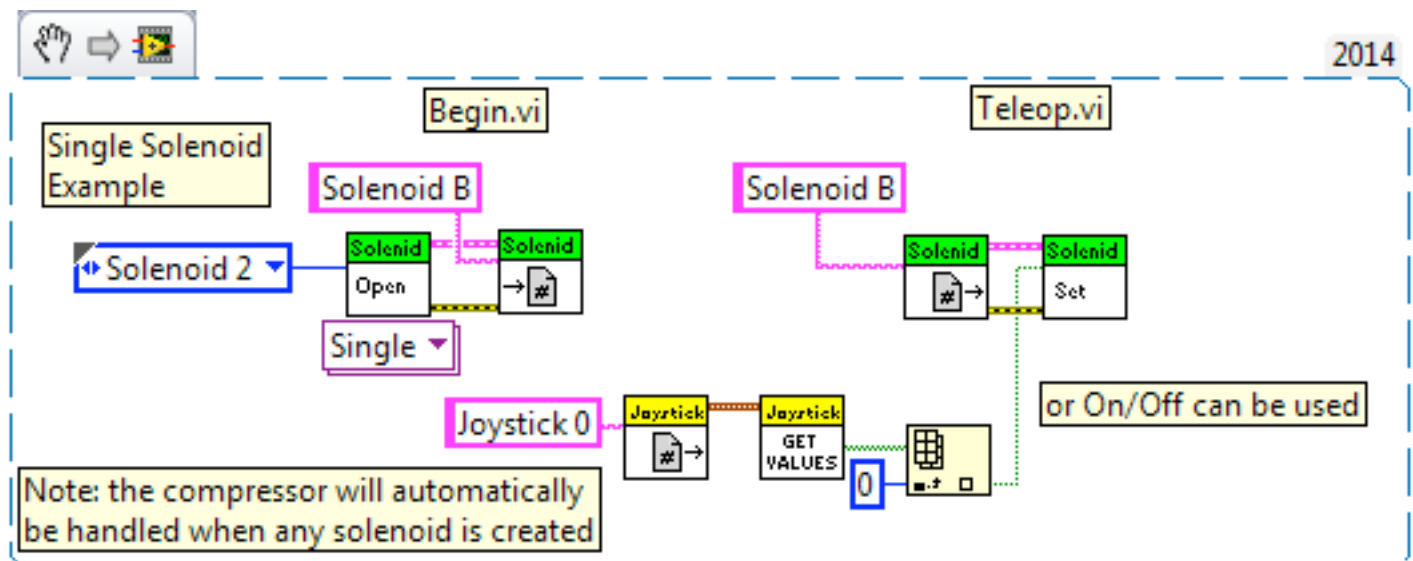 2014
Begin.vi
Teleop.vi
Single Solenoid
Example
Solenoid B
Solenoid B
Solenid
Solenid
Solenid
Solenid
Solenoid 2
Open
#
#
Set
Single
or On/Off can be used
Joystick 0
Joystick
Joystick
#
GET
VALUES
0
Note: the compressor will automatically
be handled when any solenoid is created